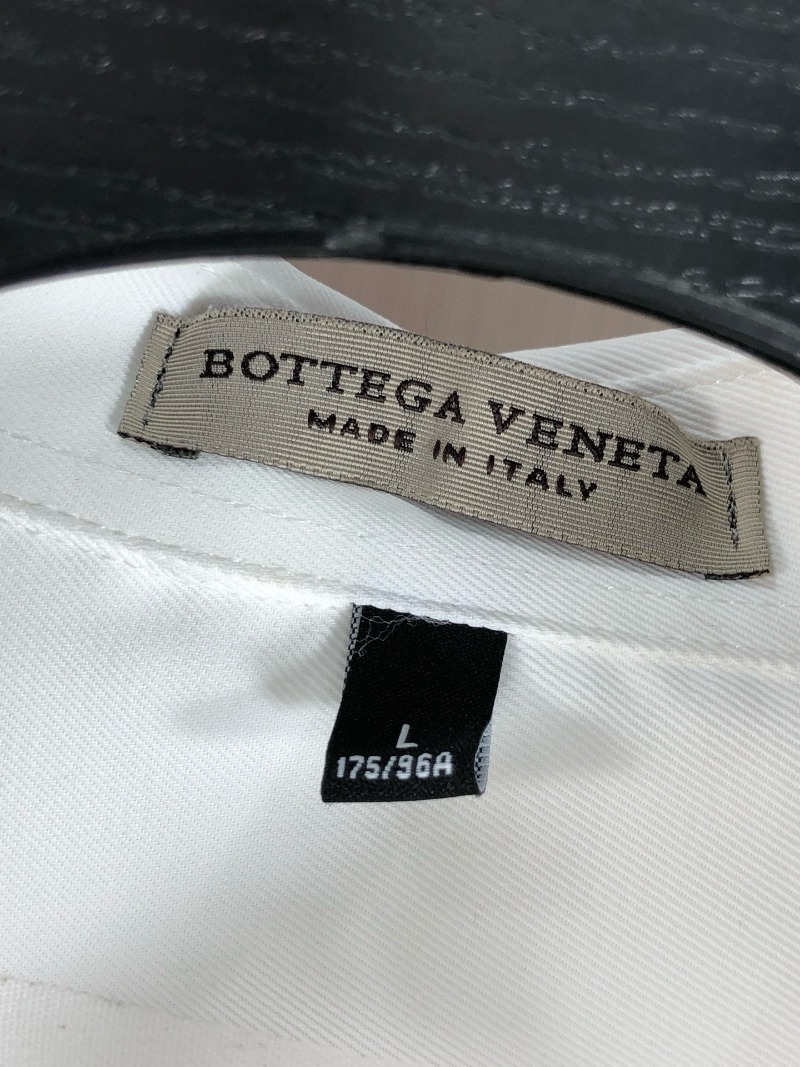 BOTTEGA VENETA
MADE IN ITALY
L
175/96A